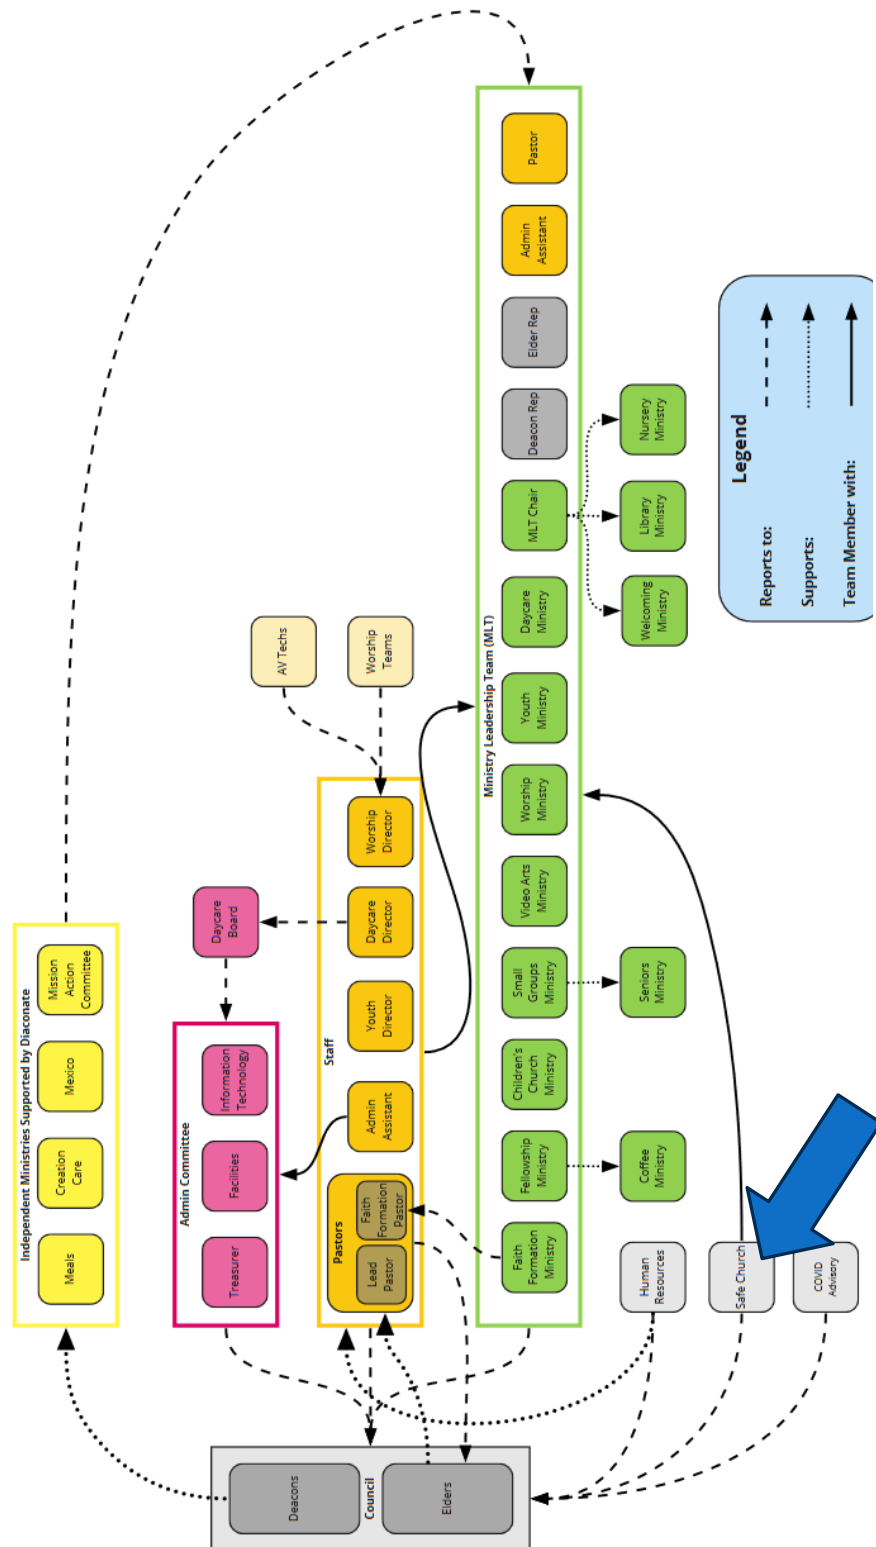 Independent Ministries Supported by Diaconate
Meals
Creation
Care
Mexico
Mission
Action
Committee
Admin Committee
Treasurer
Facilities
Information
Technology
Daycare
Board
Staff
Pastors
Lead
Pastor
Faith
Formation
Pastor
Admin
Assistant
Youth
Director
Daycare
Director
Worship
Director
AV Techs
Worship
Teams
Council
Deacons
Elders
Ministry Leadership Team (MLT)
Faith
Formation
Ministry
Fellowship
Ministry
Children's
Church
Ministry
Small
Groups
Ministry
Video Arts
Ministry
Worship
Ministry
Youth
Ministry
Daycare
Ministry
MLT Chair
Deacon Rep
Elder Rep
Admin
Assistant
Pastor
Coffee
Ministry
Seniors
Ministry
Welcoming
Ministry
Library
Ministry
Nursery
Ministry
Human
Resources
Safe Church
COVID
Advisory
Legend
Reports to:
Supports:
Team Member with: